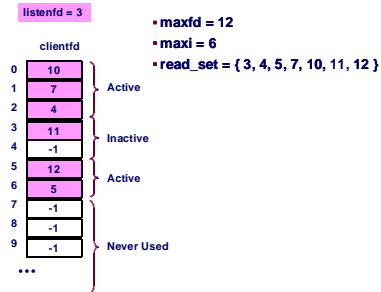 listenfd = 3
▪ maxfd = 12
▪ maxi = 6
▪ read_set = { 3, 4, 5, 7, 10, 11, 12 }
clientfd
0 10
1 7
2 4
Active
3 11
4 -1
Inactive
5 12
6 5
Active
7 -1
8 -1
9 -1
Never Used
•••